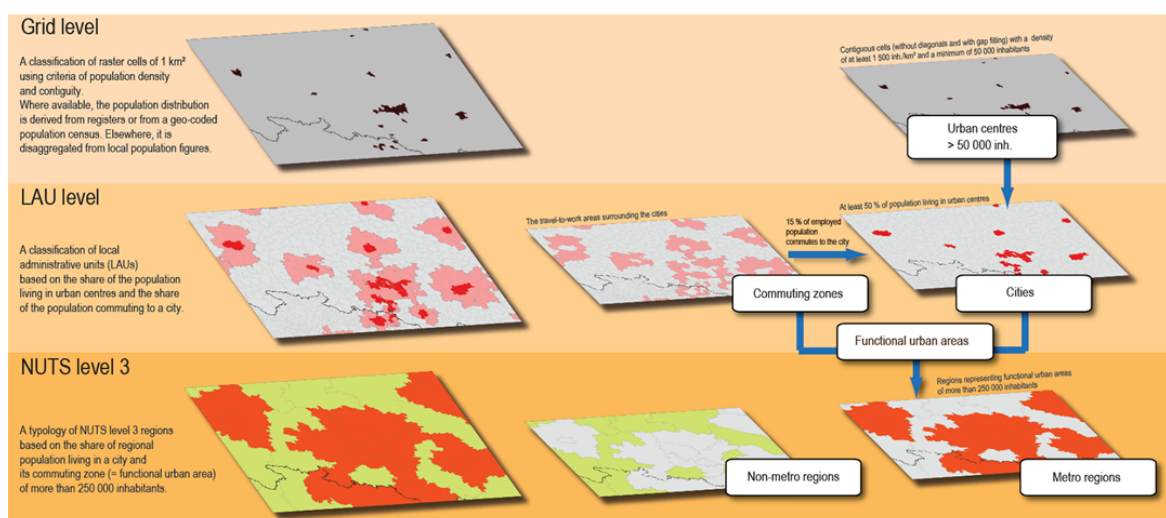 Grid level
A classification of raster cells of 1 km²
using criteria of population density
and contiguity.
Where available, the population distribution
is derived from registers or from a geo-coded
population census. Elsewhere, it is
disaggregated from local population figures.
Contiguous cells (without diagonals and with gap filling) with a density
of at least 1 500 inh./km² and a minimum of 50 000 inhabitants
Urban centres
> 50 000 inh.
LAU level
A classification of local
administrative units (LAUs)
based on the share of the population
living in urban centres and the share
of the population commuting to a city.
The travel-to-work areas surrounding the cities
15 % of employed
population
commutes to the city
At least 50 % of population living in urban centres
Commuting zones
Cities
Functional urban areas
NUTS level 3
A typology of NUTS level 3 regions
based on the share of regional
population living in a city and
its commuting zone (= functional urban area)
of more than 250 000 inhabitants.
Regions representing functional urban areas
of more than 250 000 inhabitants
Non-metro regions
Metro regions